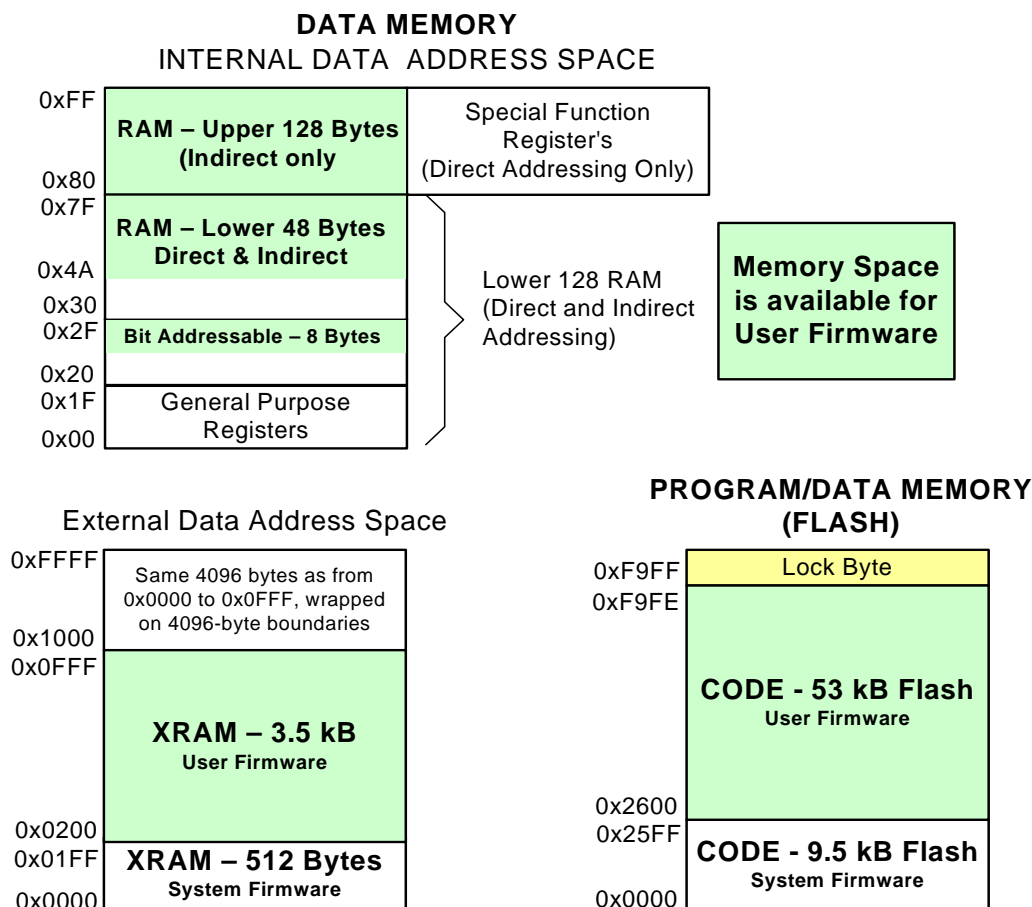 DATA MEMORY
INTERNAL DATA ADDRESS SPACE
0xFF
RAM – Upper 128 Bytes
(Indirect only
0x80
Special Function
Register's
(Direct Addressing Only)
0x7F
RAM – Lower 48 Bytes
Direct & Indirect
0x4A
0x30
0x2F
Bit Addressable – 8 Bytes
0x20
0x1F
General Purpose
Registers
0x00
Lower 128 RAM
(Direct and Indirect
Addressing)
Memory Space
is available for
User Firmware
External Data Address Space
0xFFFF
Same 4096 bytes as from
0x0000 to 0x0FFF, wrapped
on 4096-byte boundaries
0x1000
0x0FFF
XRAM – 3.5 kB
User Firmware
0x0200
0x01FF
XRAM – 512 Bytes
System Firmware
0x0000
PROGRAM/DATA MEMORY
(FLASH)
0xF9FF
Lock Byte
0xF9FE
CODE - 53 kB Flash
User Firmware
0x2600
0x25FF
CODE - 9.5 kB Flash
System Firmware
0x0000